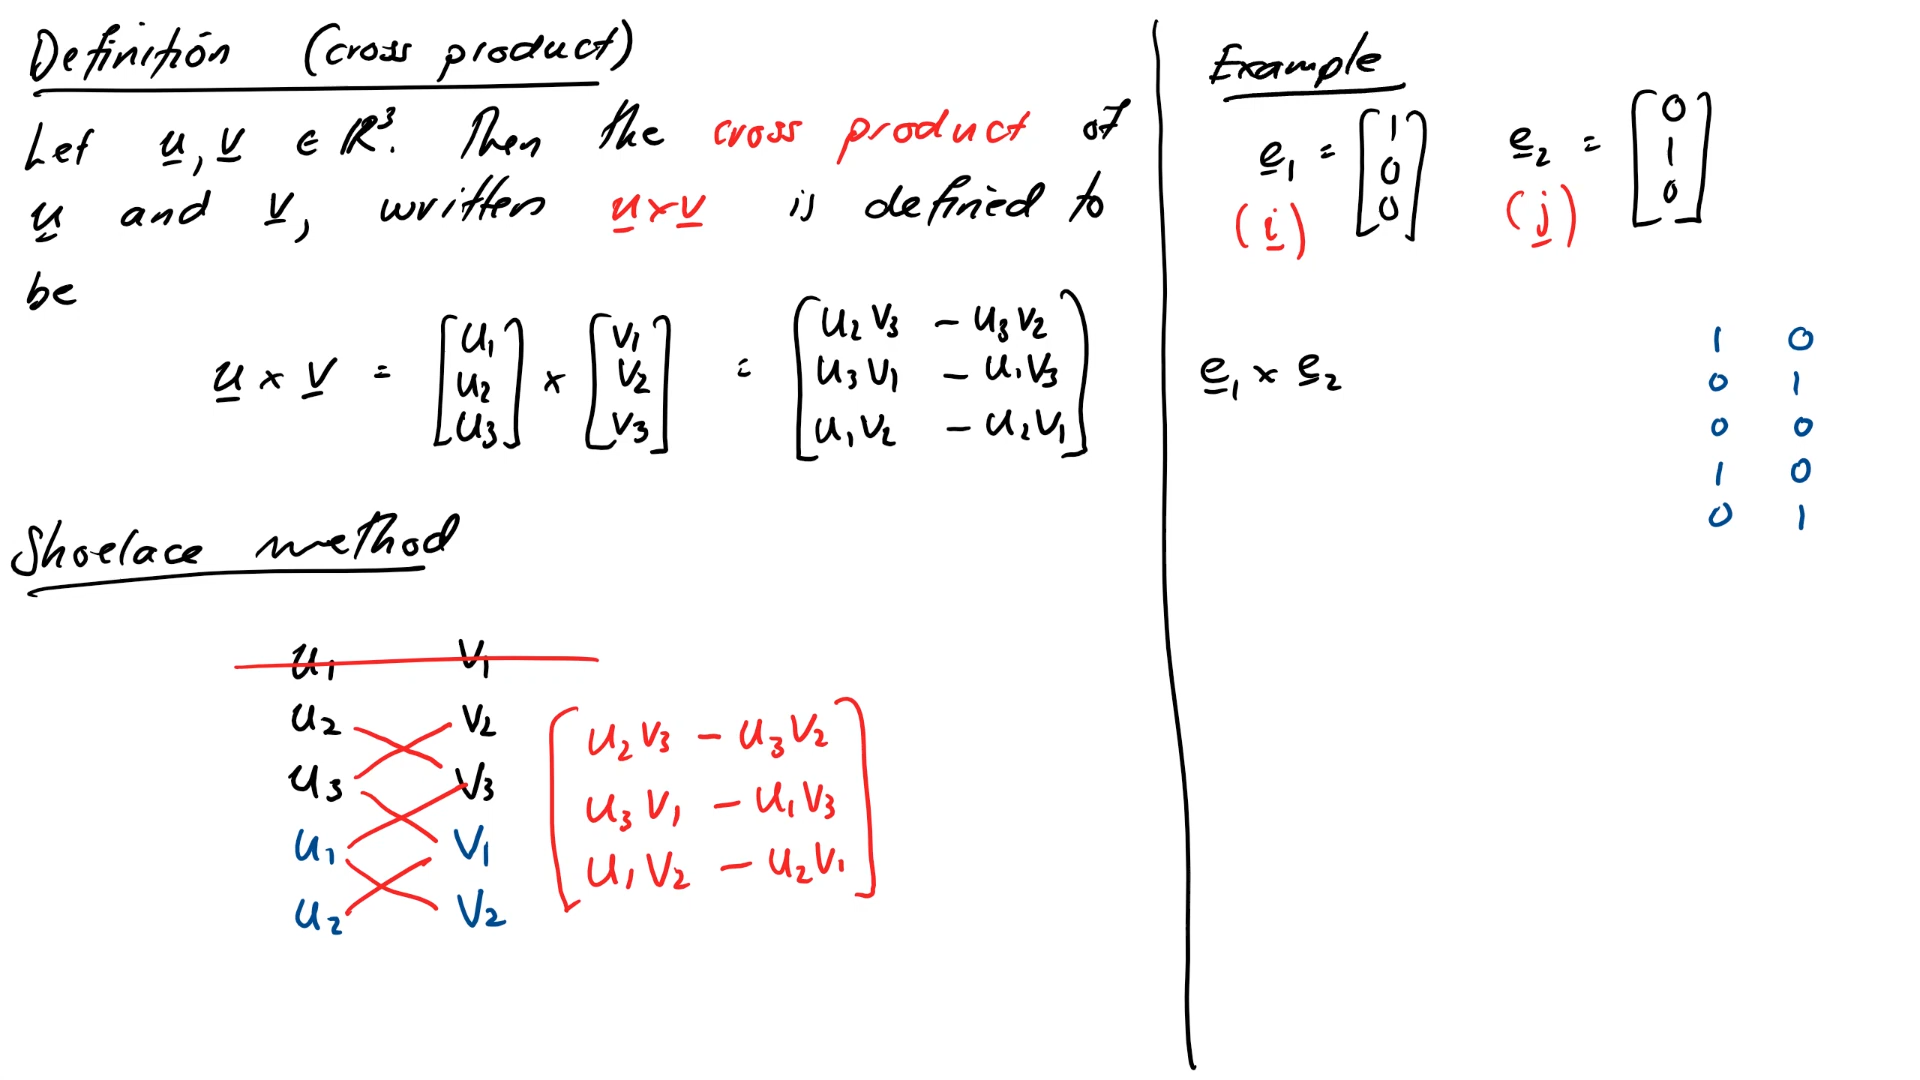 Definition (cross product)
Let u, v ∈ ℝ³. Then the cross product of
u and v, written u×v is defined to
be
u × v = [u₁ u₂ u₃] × [v₁ v₂ v₃] = [u₂v₃ - u₃v₂
u₃v₁ - u₁v₃
u₁v₂ - u₂v₁]
Shoelace method
u₁ v₁
u₂ v₂
u₃ v₃
u₁ v₁
u₂ v₂
[u₂v₃ - u₃v₂
u₃v₁ - u₁v₃
u₁v₂ - u₂v₁]
Example
e₁ = [1 0 0] e₂ = [0 1 0]
(i) (j)
e₁ × e₂
1 0
0 1
0 0
1 0
0 1